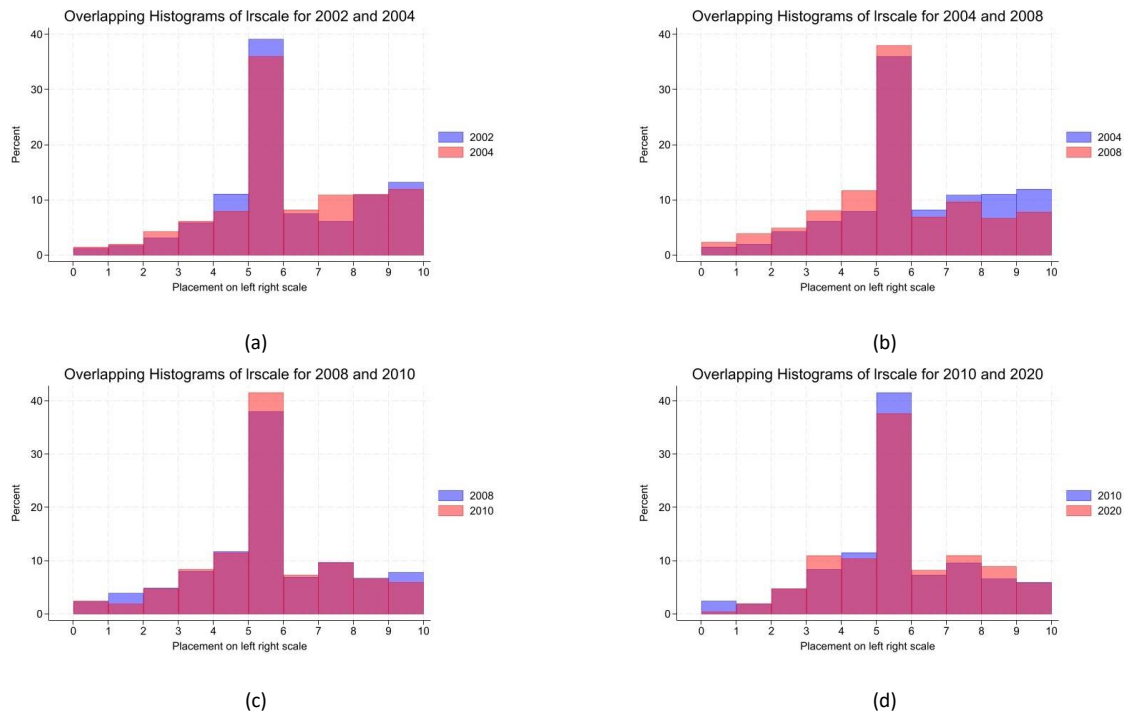 Overlapping Histograms of lrscale for 2002 and 2004
40
30
20
10
0
Percent
0 1 2 3 4 5 6 7 8 9 10
Placement on left right scale
2002
2004
(a)
Overlapping Histograms of lrscale for 2004 and 2008
40
30
20
10
0
Percent
0 1 2 3 4 5 6 7 8 9 10
Placement on left right scale
2004
2008
(b)
Overlapping Histograms of lrscale for 2008 and 2010
40
30
20
10
0
Percent
0 1 2 3 4 5 6 7 8 9 10
Placement on left right scale
2008
2010
(c)
Overlapping Histograms of lrscale for 2010 and 2020
40
30
20
10
0
Percent
0 1 2 3 4 5 6 7 8 9 10
Placement on left right scale
2010
2020
(d)